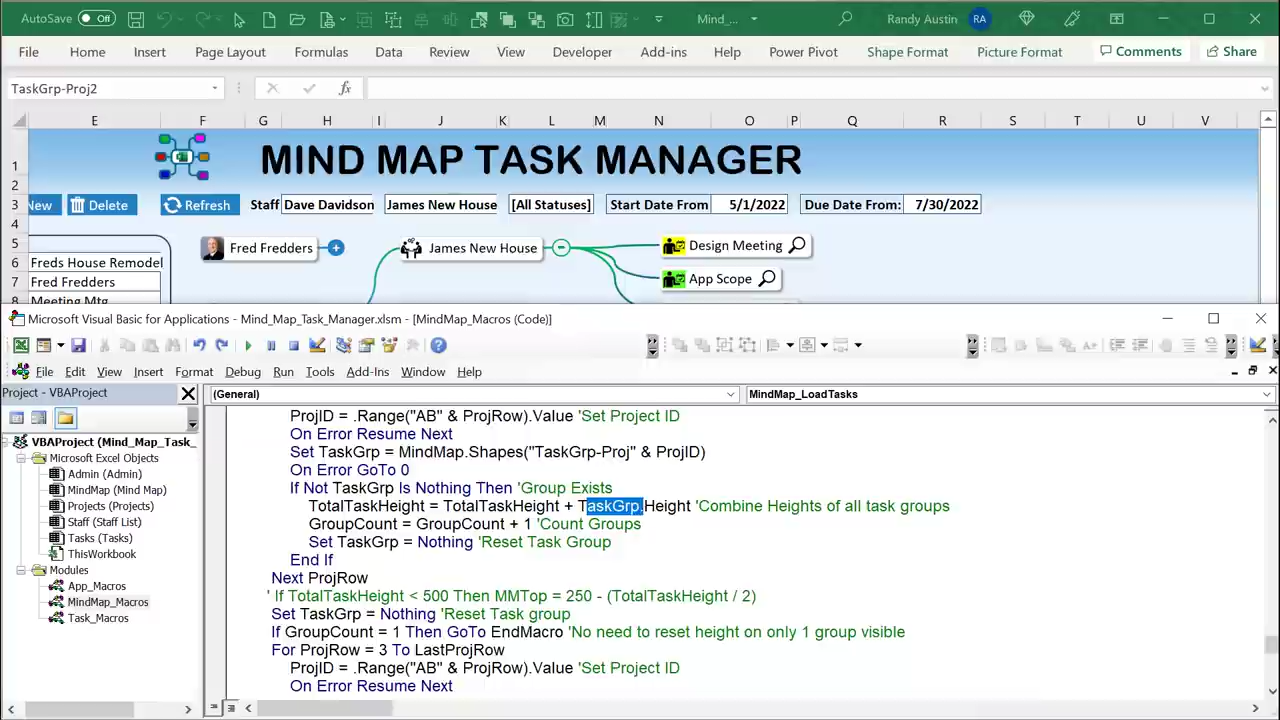 AutoSave Off Mind_... Randy Austin RA
File Home Insert Page Layout Formulas Data Review View Developer Add-ins Help Power Pivot Shape Format Picture Format Comments Share
TaskGrp-Proj2 fx
E F G H I J K L M N O P Q R S T U V
1 MIND MAP TASK MANAGER
2
3 New Delete Refresh Staff Dave Davidson James New House [All Statuses] Start Date From 5/1/2022 Due Date From: 7/30/2022
4
5 Fred Fredders James New House Design Meeting
6 Freds House Remodel
7 Fred Fredders App Scope
8 Meeting Mtg
Microsoft Visual Basic for Applications - Mind_Map_Task_Manager.xlsm - [MindMap_Macros (Code)]
File Edit View Insert Format Debug Run Tools Add-Ins Window Help
Project - VBAProject
(General) MindMap_LoadTasks
VBAProject (Mind_Map_Task_
Microsoft Excel Objects
Admin (Admin)
MindMap (Mind Map)
Projects (Projects)
Staff (Staff List)
Tasks (Tasks)
ThisWorkbook
Modules
App_Macros
MindMap_Macros
Task_Macros
ProjID = .Range("AB" & ProjRow).Value 'Set Project ID
On Error Resume Next
Set TaskGrp = MindMap.Shapes("TaskGrp-Proj" & ProjID)
On Error GoTo 0
If Not TaskGrp Is Nothing Then 'Group Exists
TotalTaskHeight = TotalTaskHeight + TaskGrp.Height 'Combine Heights of all task groups
GroupCount = GroupCount + 1 'Count Groups
Set TaskGrp = Nothing 'Reset Task Group
End If
Next ProjRow
' If TotalTaskHeight < 500 Then MMTop = 250 - (TotalTaskHeight / 2)
Set TaskGrp = Nothing 'Reset Task group
If GroupCount = 1 Then GoTo EndMacro 'No need to reset height on only 1 group visible
For ProjRow = 3 To LastProjRow
ProjID = .Range("AB" & ProjRow).Value 'Set Project ID
On Error Resume Next